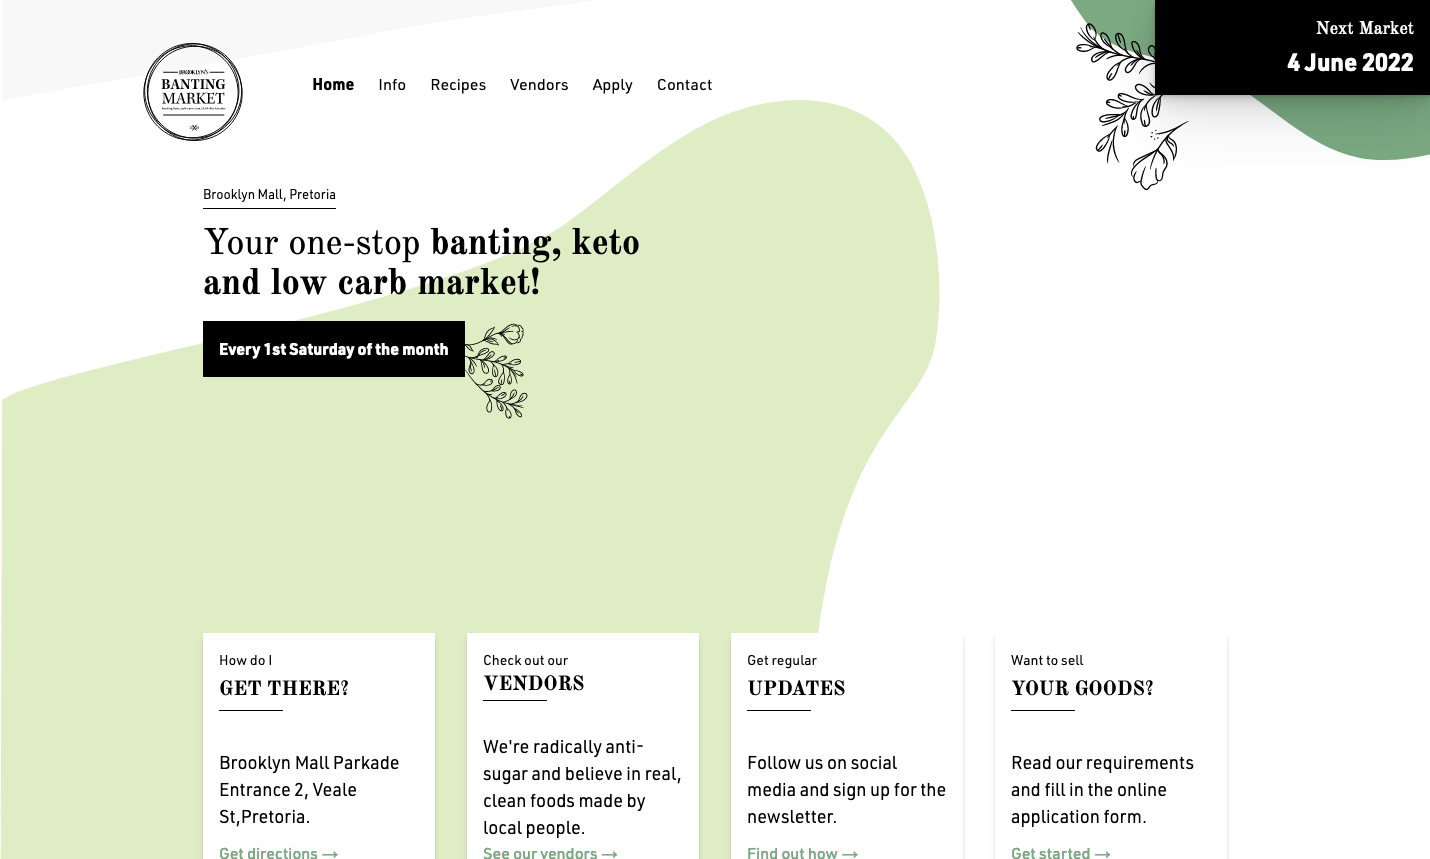 Next Market
4 June 2022
BROOKLYN'S
BANTING
MARKET
Home Info Recipes Vendors Apply Contact
Brooklyn Mall, Pretoria
Your one-stop banting, keto
and low carb market!
Every 1st Saturday of the month
How do I
GET THERE?
Brooklyn Mall Parkade
Entrance 2, Veale
St,Pretoria.
Get directions →
Check out our
VENDORS
We're radically anti-
sugar and believe in real,
clean foods made by
local people.
See our vendors →
Get regular
UPDATES
Follow us on social
media and sign up for the
newsletter.
Find out how →
Want to sell
YOUR GOODS?
Read our requirements
and fill in the online
application form.
Get started →